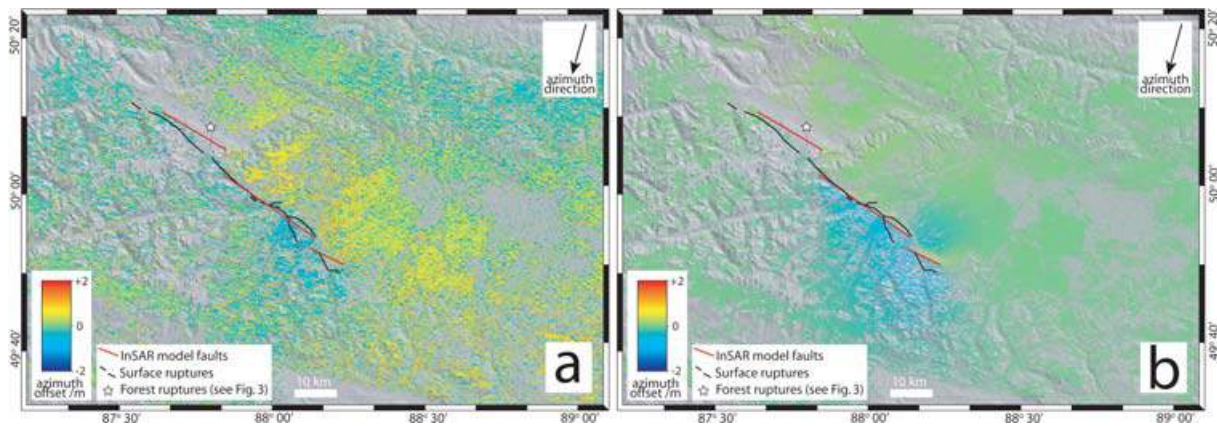 50° 20'
50° 00'
49° 40'
azimuth
direction
+2
0
-2
azimuth
offset /m
InSAR model faults
Surface ruptures
Forest ruptures (see Fig. 3)
10 km
a
87° 30'
88° 00'
88° 30'
89° 00'
azimuth
direction
+2
0
-2
azimuth
offset /m
InSAR model faults
Surface ruptures
Forest ruptures (see Fig. 3)
10 km
b
50° 20'
50° 00'
49° 40'
87° 30'
88° 00'
88° 30'
89° 00'